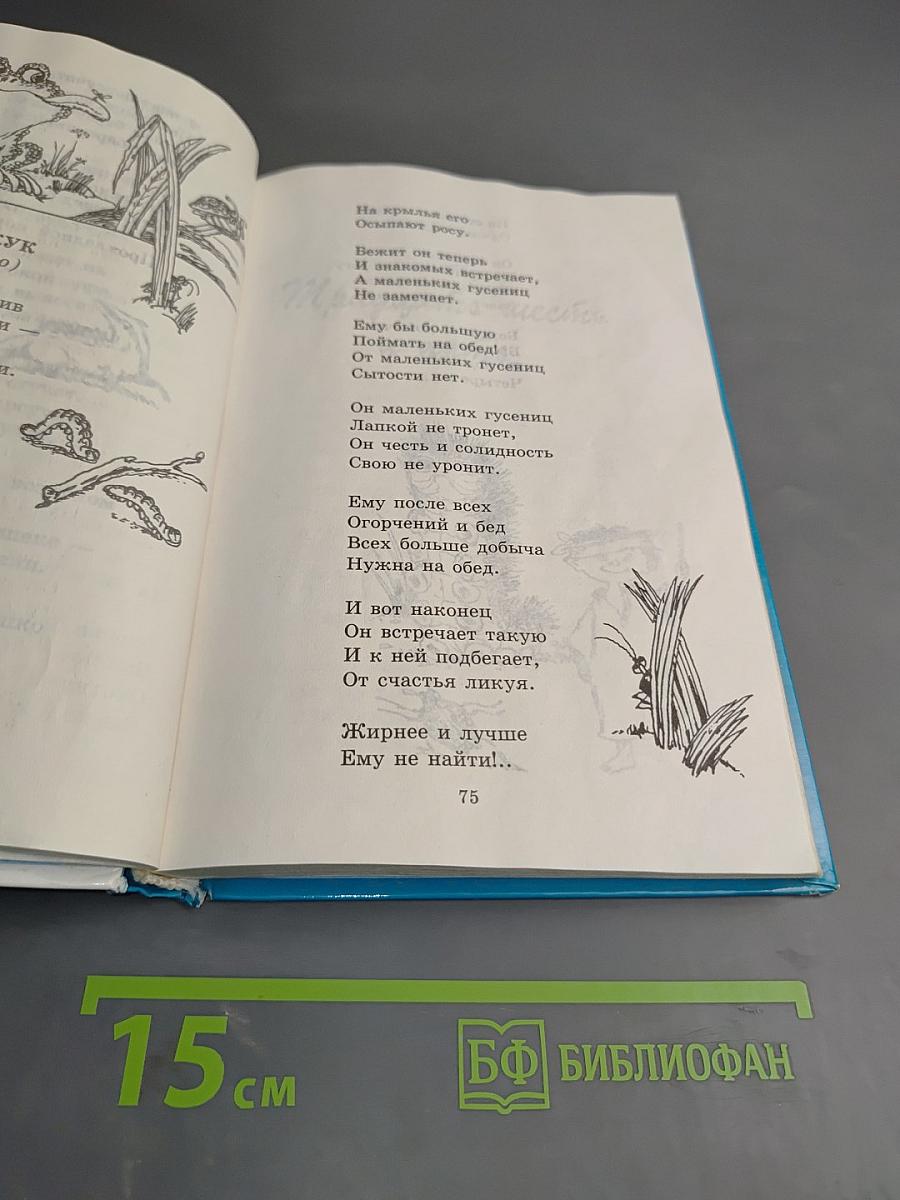 УК
о)
ив
и —
и.
На крылья его
Осыпают росу.
Бежит он теперь
И знакомых встречает,
А маленьких гусениц
Не замечает.
Ему бы большую
Поймать на обед!
От маленьких гусениц
Сытости нет.
Он маленьких гусениц
Лапкой не тронет,
Он честь и солидность
Свою не уронит.
Ему после всех
Огорчений и бед
Всех больше добыча
Нужна на обед.
И вот наконец
Он встречает такую
И к ней подбегает,
От счастья ликуя.
Жирнее и лучше
Ему не найти!..
75
15 см
БФ БИБЛИОФАН